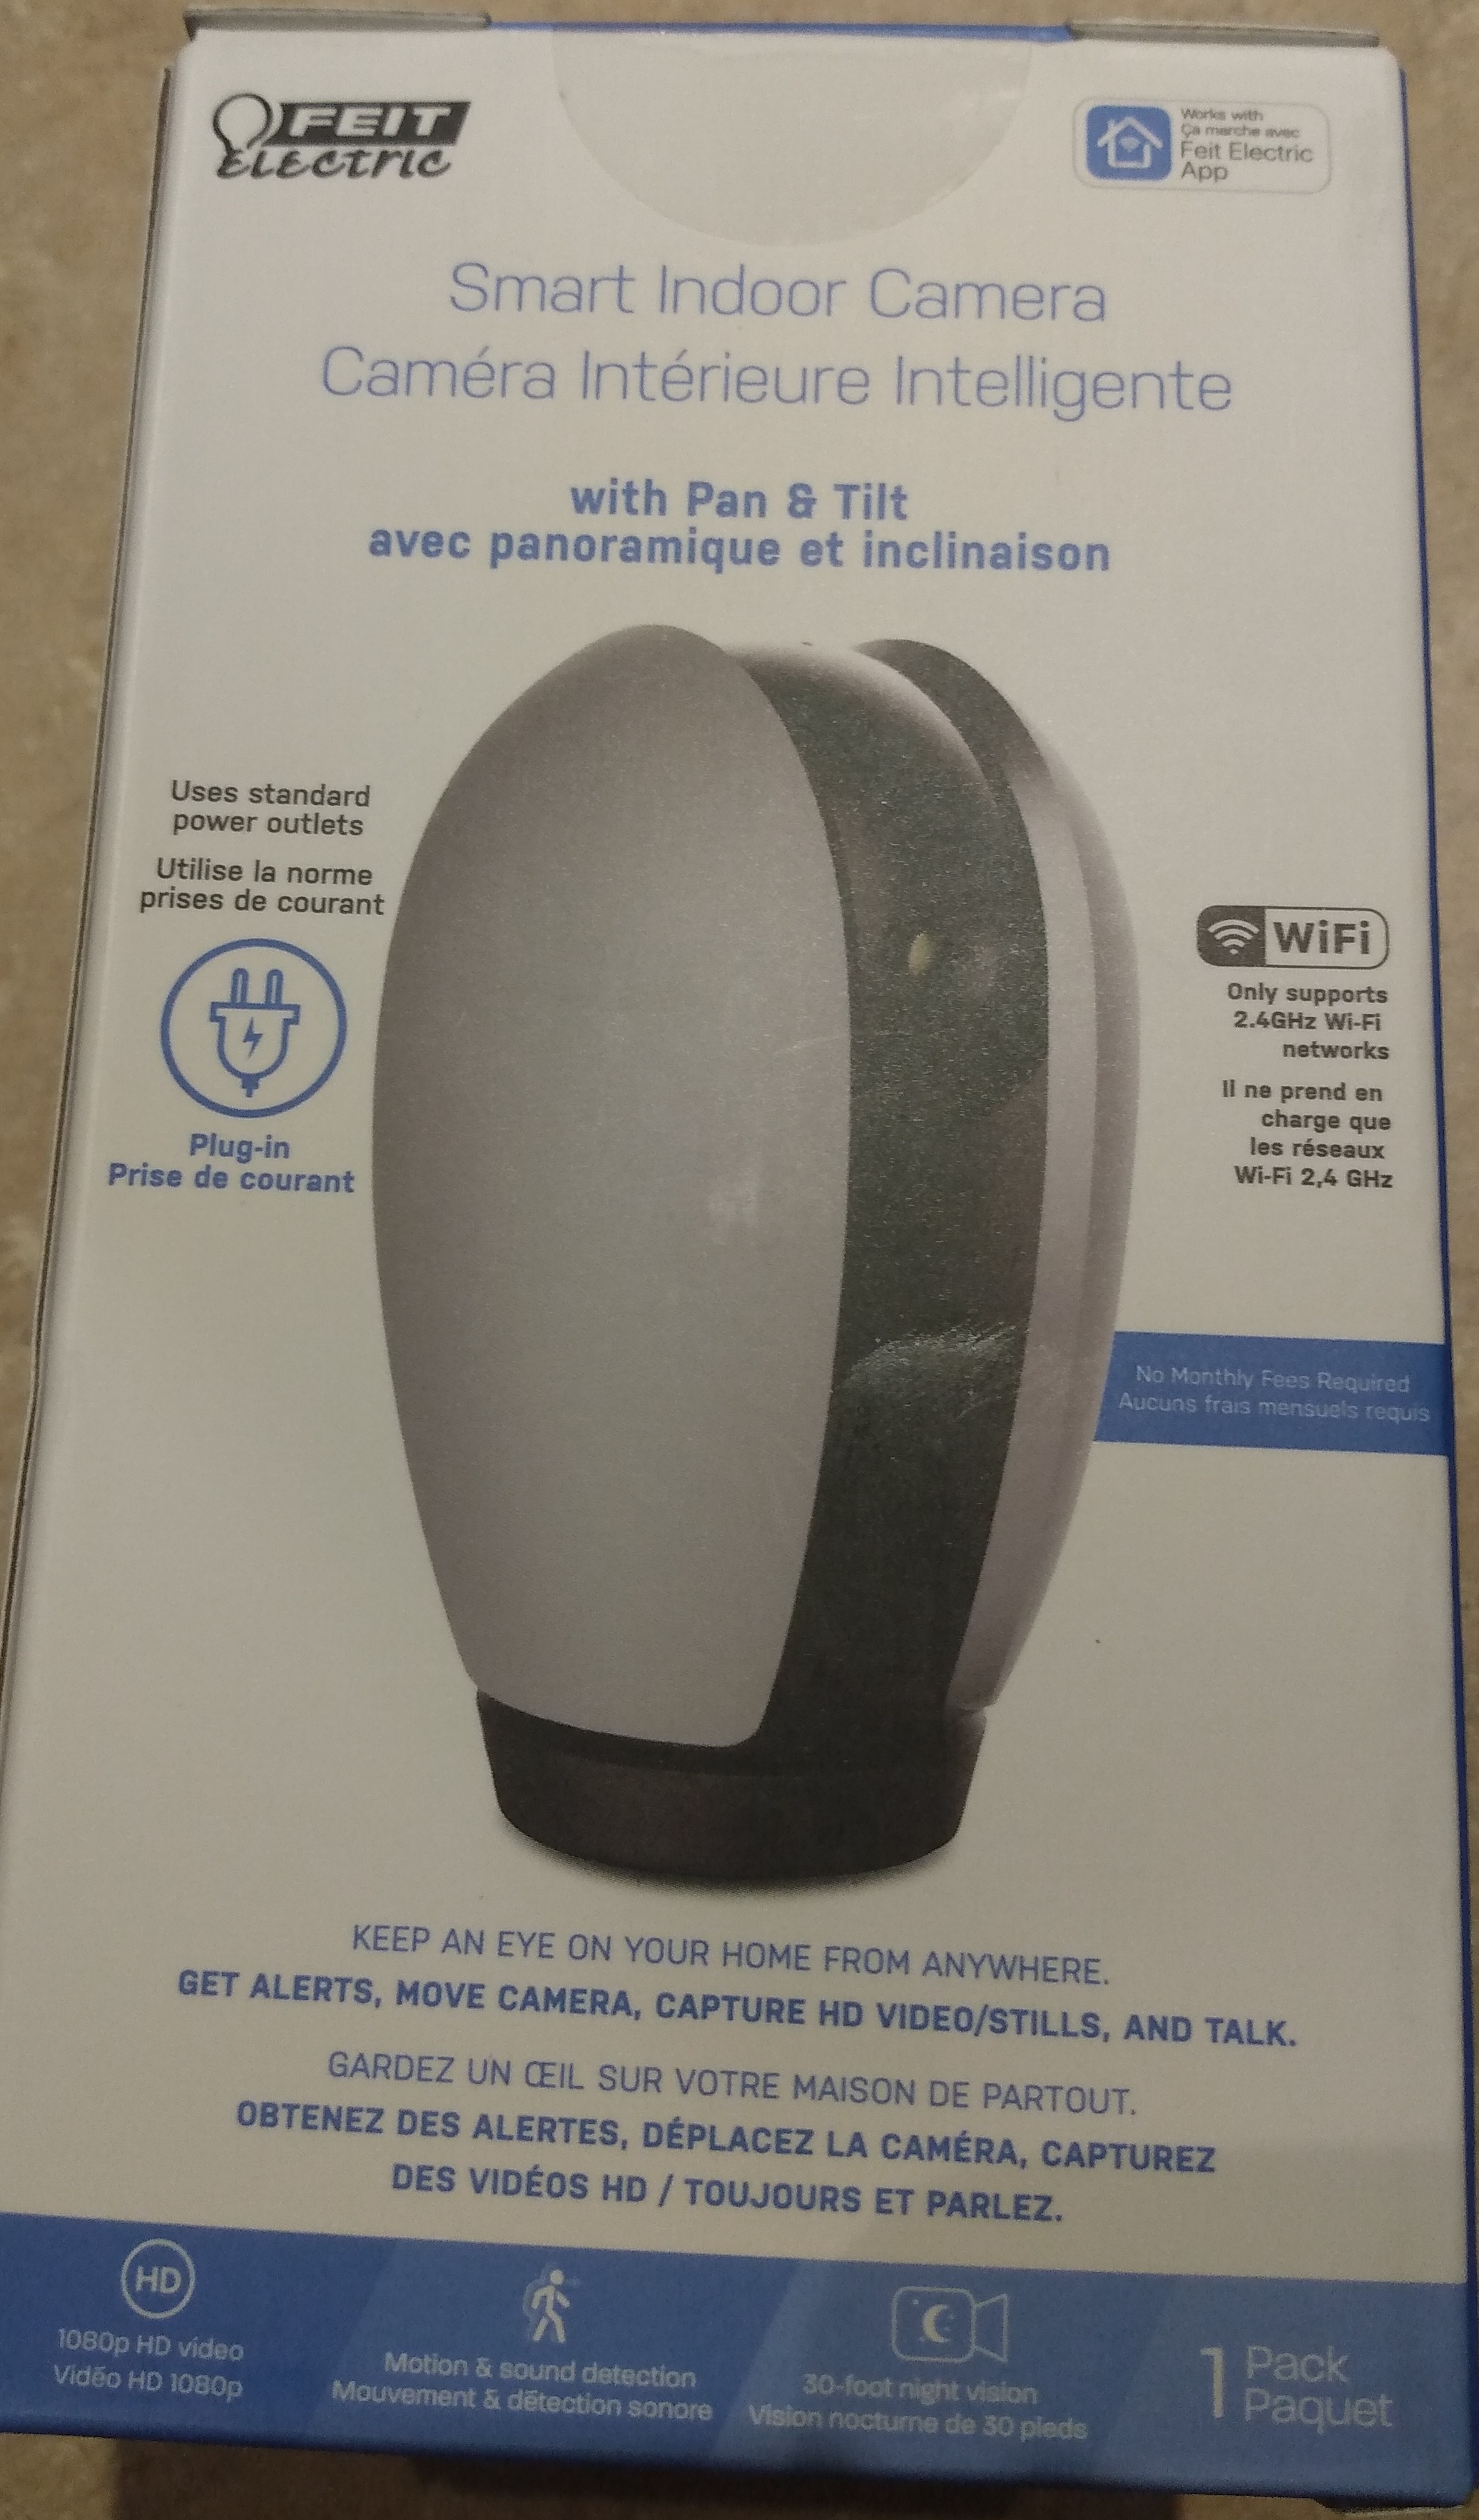 FEIT
ELECTRIC
Works with
Ça marche avec
Feit Electric
App
Smart Indoor Camera
Caméra Intérieure Intelligente
with Pan & Tilt
avec panoramique et inclinaison
Uses standard
power outlets
Utilise la norme
prises de courant
Plug-in
Prise de courant
WiFi
Only supports
2.4GHz Wi-Fi
networks
Il ne prend en
charge que
les réseaux
Wi-Fi 2,4 GHz
No Monthly Fees Required
Aucuns frais mensuels requis
KEEP AN EYE ON YOUR HOME FROM ANYWHERE.
GET ALERTS, MOVE CAMERA, CAPTURE HD VIDEO/STILLS, AND TALK.
GARDEZ UN ŒIL SUR VOTRE MAISON DE PARTOUT.
OBTENEZ DES ALERTES, DÉPLACEZ LA CAMÉRA, CAPTUREZ
DES VIDÉOS HD / TOUJOURS ET PARLEZ.
HD
1080p HD video
Vidéo HD 1080p
Motion & sound detection
Mouvement & détection sonore
30-foot night vision
Vision nocturne de 30 pieds
1 Pack
Paquet